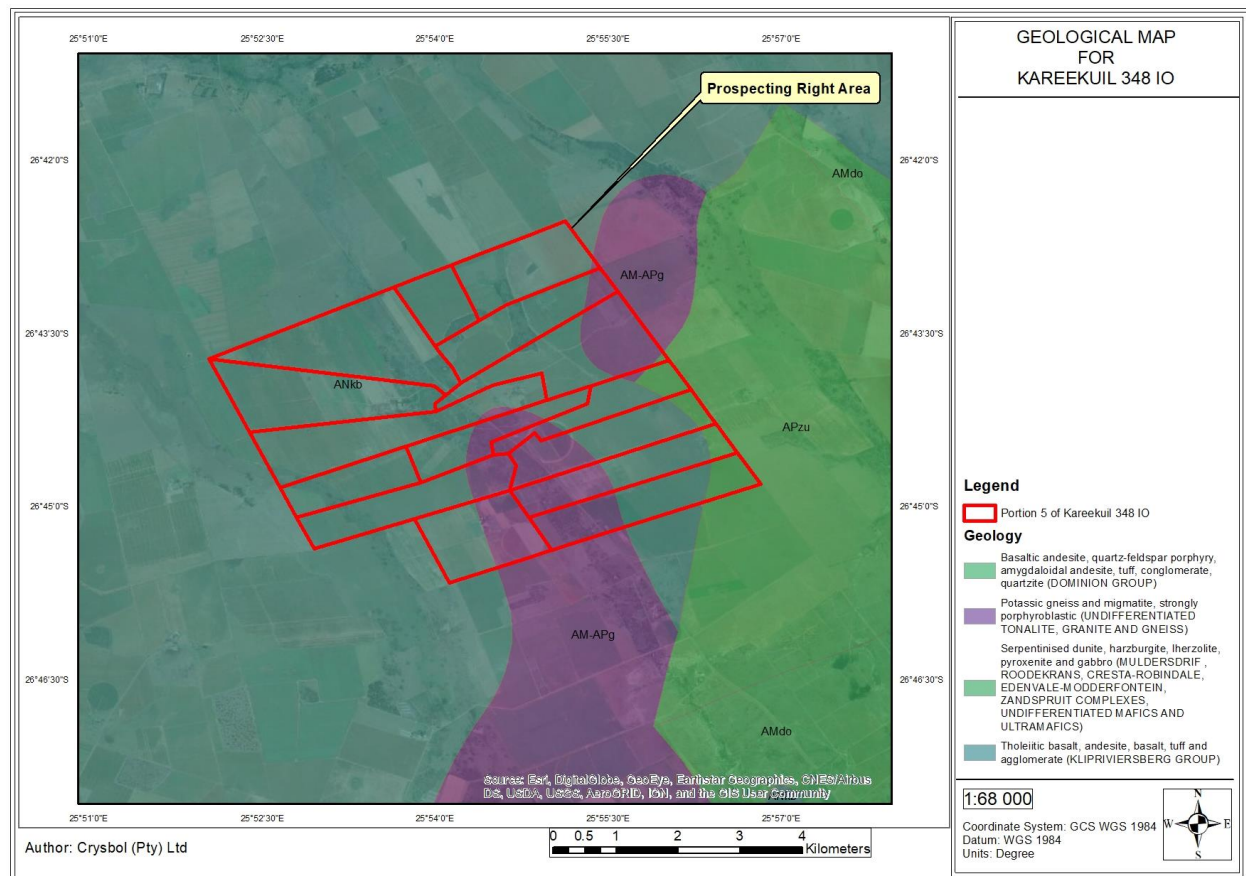 GEOLOGICAL MAP
FOR
KAREEKUIL 348 IO
25°51'0"E
25°52'30"E
25°54'0"E
25°55'30"E
25°57'0"E
Prospecting Right Area
26°42'0"S
26°42'0"S
AMdo
AM-APg
26°43'30"S
26°43'30"S
ANkb
APzu
26°45'0"S
26°45'0"S
AM-APg
26°46'30"S
26°46'30"S
AMdo
Source: Esri, DigitalGlobe, GeoEye, Earthstar Geographics, CNES/Airbus
DS, USDA, USGS, AeroGRID, IGN, and the GIS User Community
25°51'0"E
25°52'30"E
25°54'0"E
25°55'30"E
25°57'0"E
Legend
Portion 5 of Kareekuil 348 IO
Geology
Basaltic andesite, quartz-feldspar porphyry,
amygdaloidal andesite, tuff, conglomerate,
quartzite (DOMINION GROUP)
Potassic gneiss and migmatite, strongly
porphyroblastic (UNDIFFERENTIATED
TONALITE, GRANITE AND GNEISS)
Serpentinised dunite, harzburgite, lherzolite,
pyroxenite and gabbro (MULDERSDRIF ,
ROODEKRANS, CRESTA-ROBINDALE,
EDENVALE-MODDERFONTEIN,
ZANDSPRUIT COMPLEXES,
UNDIFFERENTIATED MAFICS AND
ULTRAMAFICS)
Tholeiitic basalt, andesite, basalt, tuff and
agglomerate (KLIPRIVIERSBERG GROUP)
1:68 000
Coordinate System: GCS WGS 1984
Datum: WGS 1984
Units: Degree
N
W E
S
Author: Crysbol (Pty) Ltd
0 0.5 1 2 3 4
Kilometers